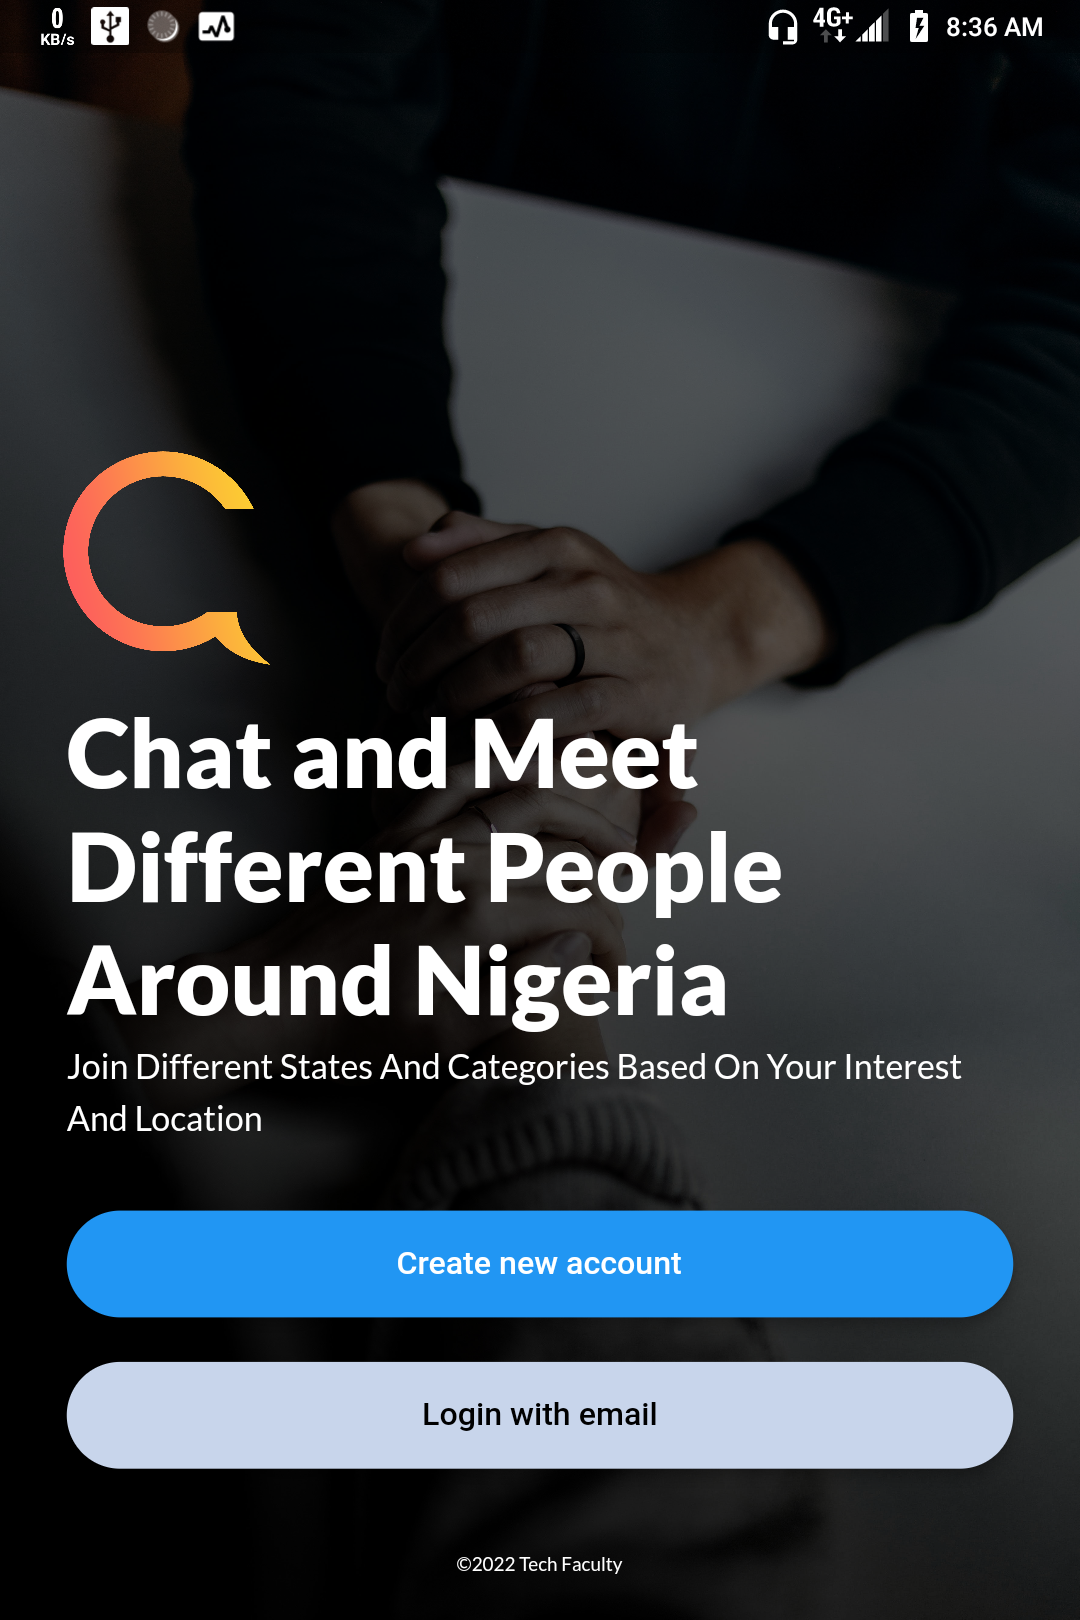 0
KB/s
4G+
8:36 AM
Chat and Meet
Different People
Around Nigeria
Join Different States And Categories Based On Your Interest
And Location
Create new account
Login with email
©2022 Tech Faculty